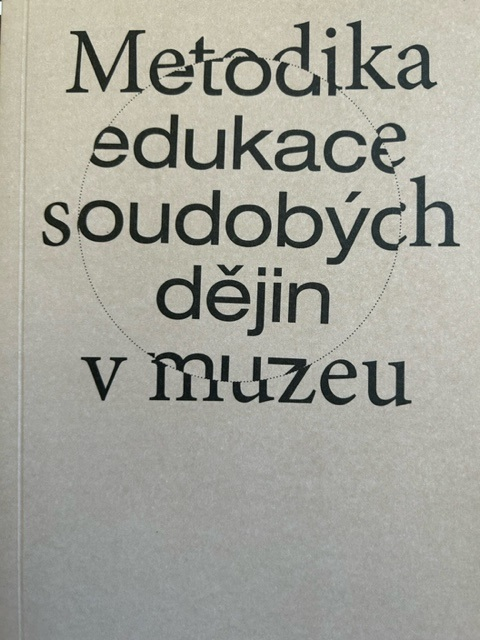 Metodika
edukace
soudobých
dějin
v muzeu